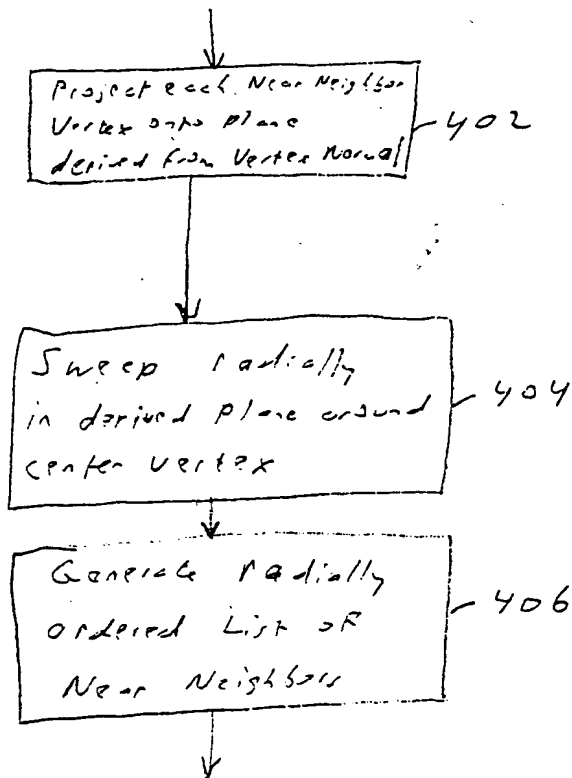 Project each Near Neighbor
Vertex onto plane
derived from Vertex Normal
402
Sweep radially
in derived plane around
center vertex
404
Generate radially
ordered List of
Near Neighbors
406